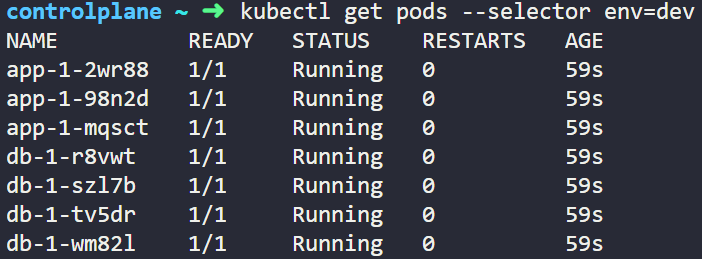 controlplane ~ ➜ kubectl get pods --selector env=dev
NAME READY STATUS RESTARTS AGE
app-1-2wr88 1/1 Running 0 59s
app-1-98n2d 1/1 Running 0 59s
app-1-mqsct 1/1 Running 0 59s
db-1-r8vwt 1/1 Running 0 59s
db-1-szl7b 1/1 Running 0 59s
db-1-tv5dr 1/1 Running 0 59s
db-1-wm82l 1/1 Running 0 59s